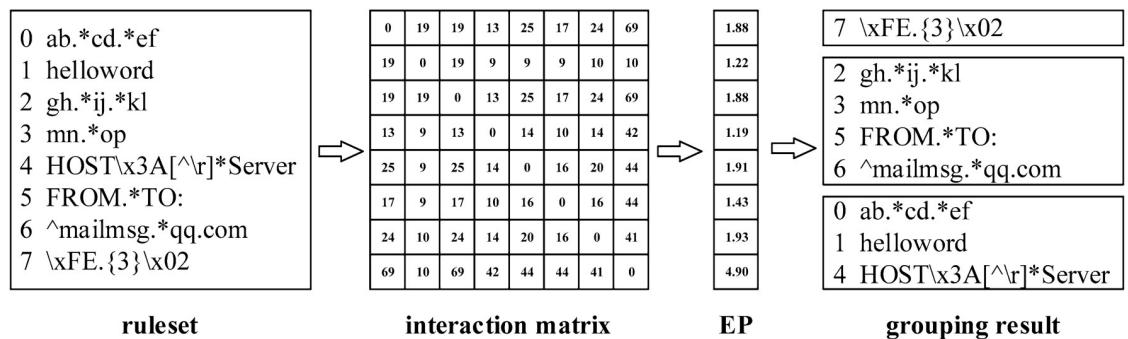 0 ab.*cd.*ef
1 helloword
2 gh.*ij.*kl
3 mn.*op
4 HOST\x3A[^\r]*Server
5 FROM.*TO:
6 ^mailmsg.*qq.com
7 \xFE.{3}\x02
ruleset
0 19 19 13 25 17 24 69
19 0 19 9 9 9 10 10
19 19 0 13 25 17 24 69
13 9 13 0 14 10 14 42
25 9 25 14 0 16 20 44
17 9 17 10 16 0 16 44
24 10 24 14 20 16 0 41
69 10 69 42 44 44 41 0
interaction matrix
1.88
1.22
1.88
1.19
1.91
1.43
1.93
4.90
EP
7 \xFE.{3}\x02
2 gh.*ij.*kl
3 mn.*op
5 FROM.*TO:
6 ^mailmsg.*qq.com
0 ab.*cd.*ef
1 helloword
4 HOST\x3A[^\r]*Server
grouping result